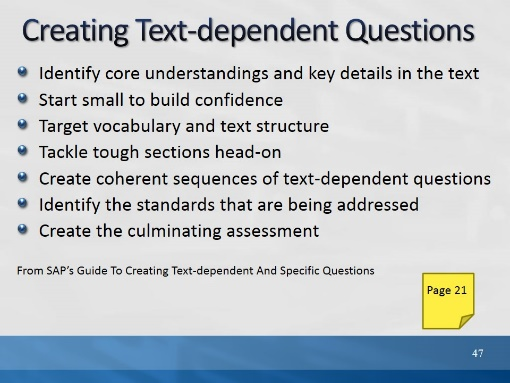 Creating Text-dependent Questions
Identify core understandings and key details in the text
Start small to build confidence
Target vocabulary and text structure
Tackle tough sections head-on
Create coherent sequences of text-dependent questions
Identify the standards that are being addressed
Create the culminating assessment
From SAP's Guide To Creating Text-dependent And Specific Questions
Page 21
47